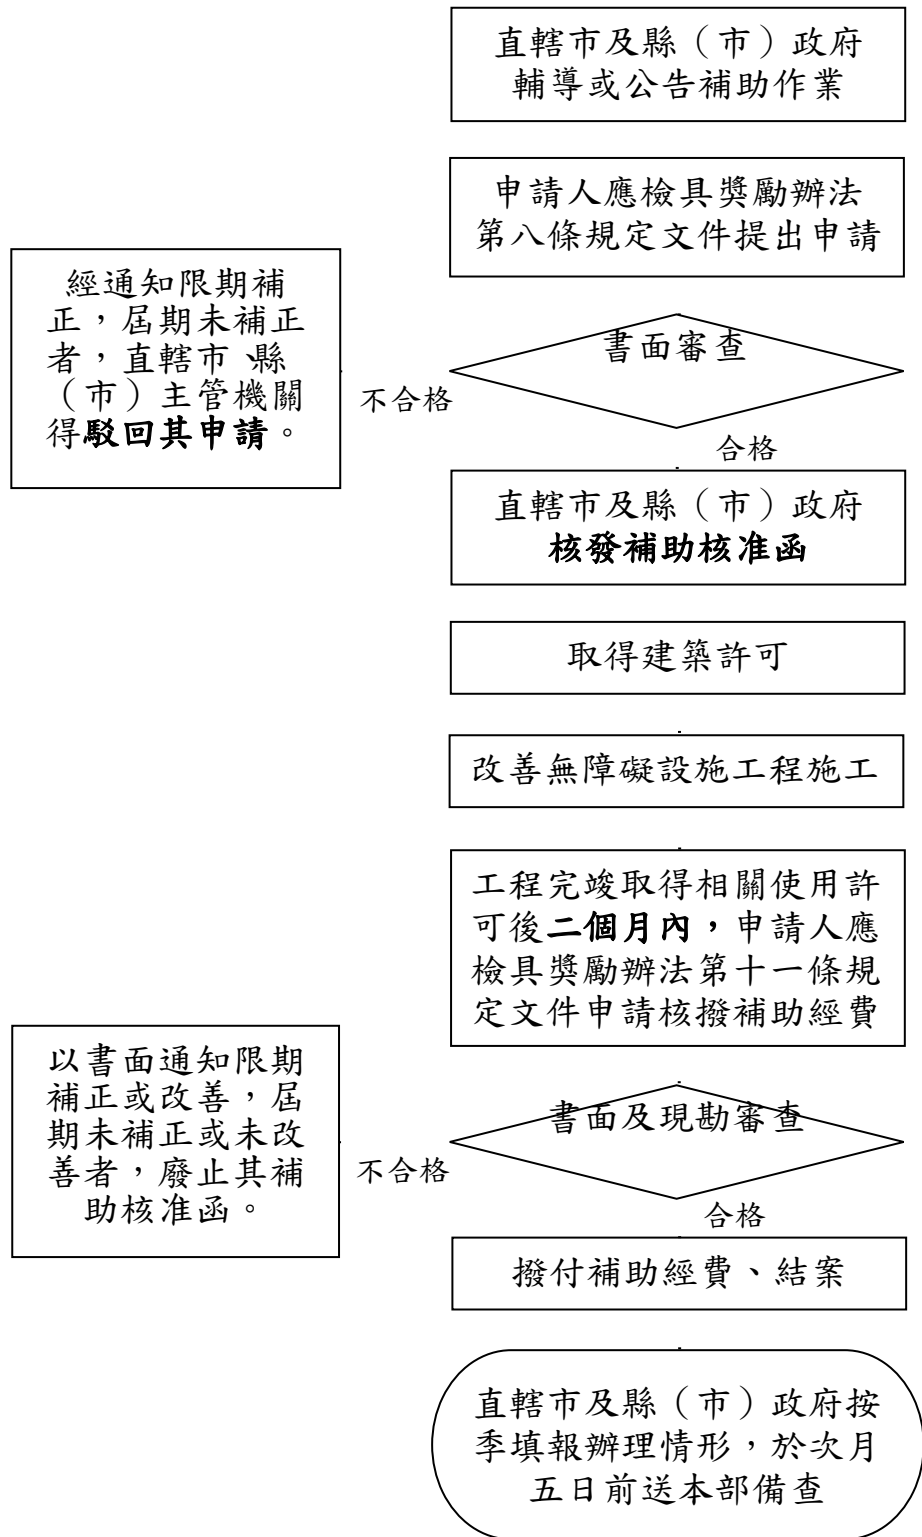 直轄市及縣（市）政府
輔導或公告補助作業
申請人應檢具獎勵辦法
第八條規定文件提出申請
經通知限期補
正，屆期未補正
者，直轄市、縣
（市）主管機關
得駁回其申請。
書面審查
不合格
合格
直轄市及縣（市）政府
核發補助核准函
取得建築許可
改善無障礙設施工程施工
工程完竣取得相關使用許
可後二個月內，申請人應
檢具獎勵辦法第十一條規
定文件申請核撥補助經費
以書面通知限期
補正或改善，屆
期未補正或未改
善者，廢止其補
助核准函。
書面及現勘審查
不合格
合格
撥付補助經費、結案
直轄市及縣（市）政府按
季填報辦理情形，於次月
五日前送本部備查